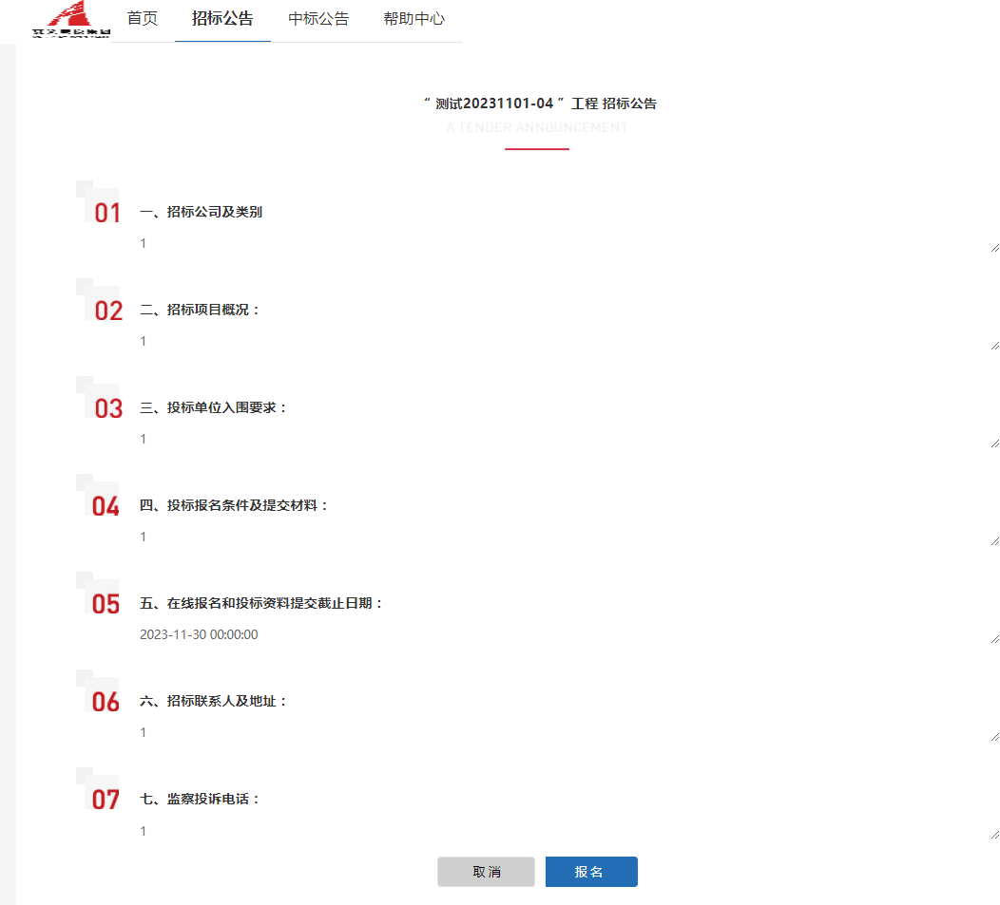 首页 招标公告 中标公告 帮助中心
“ 测试20231101-04 ” 工程 招标公告
A TENDER ANNOUNCEMENT
01 一、招标公司及类别
1
02 二、招标项目概况：
1
03 三、投标单位入围要求：
1
04 四、投标报名条件及提交材料：
1
05 五、在线报名和投标资料提交截止日期：
2023-11-30 00:00:00
06 六、招标联系人及地址：
1
07 七、监察投诉电话：
1
取消 报名